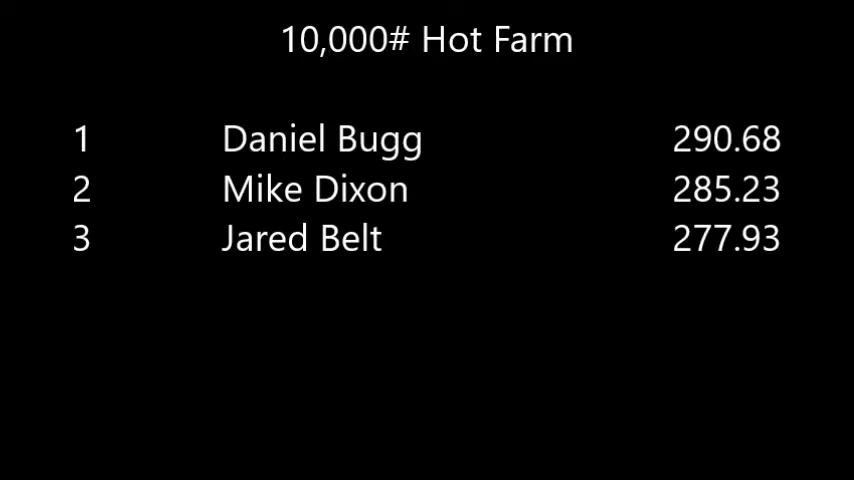 10,000# Hot Farm
1 Daniel Bugg 290.68
2 Mike Dixon 285.23
3 Jared Belt 277.93